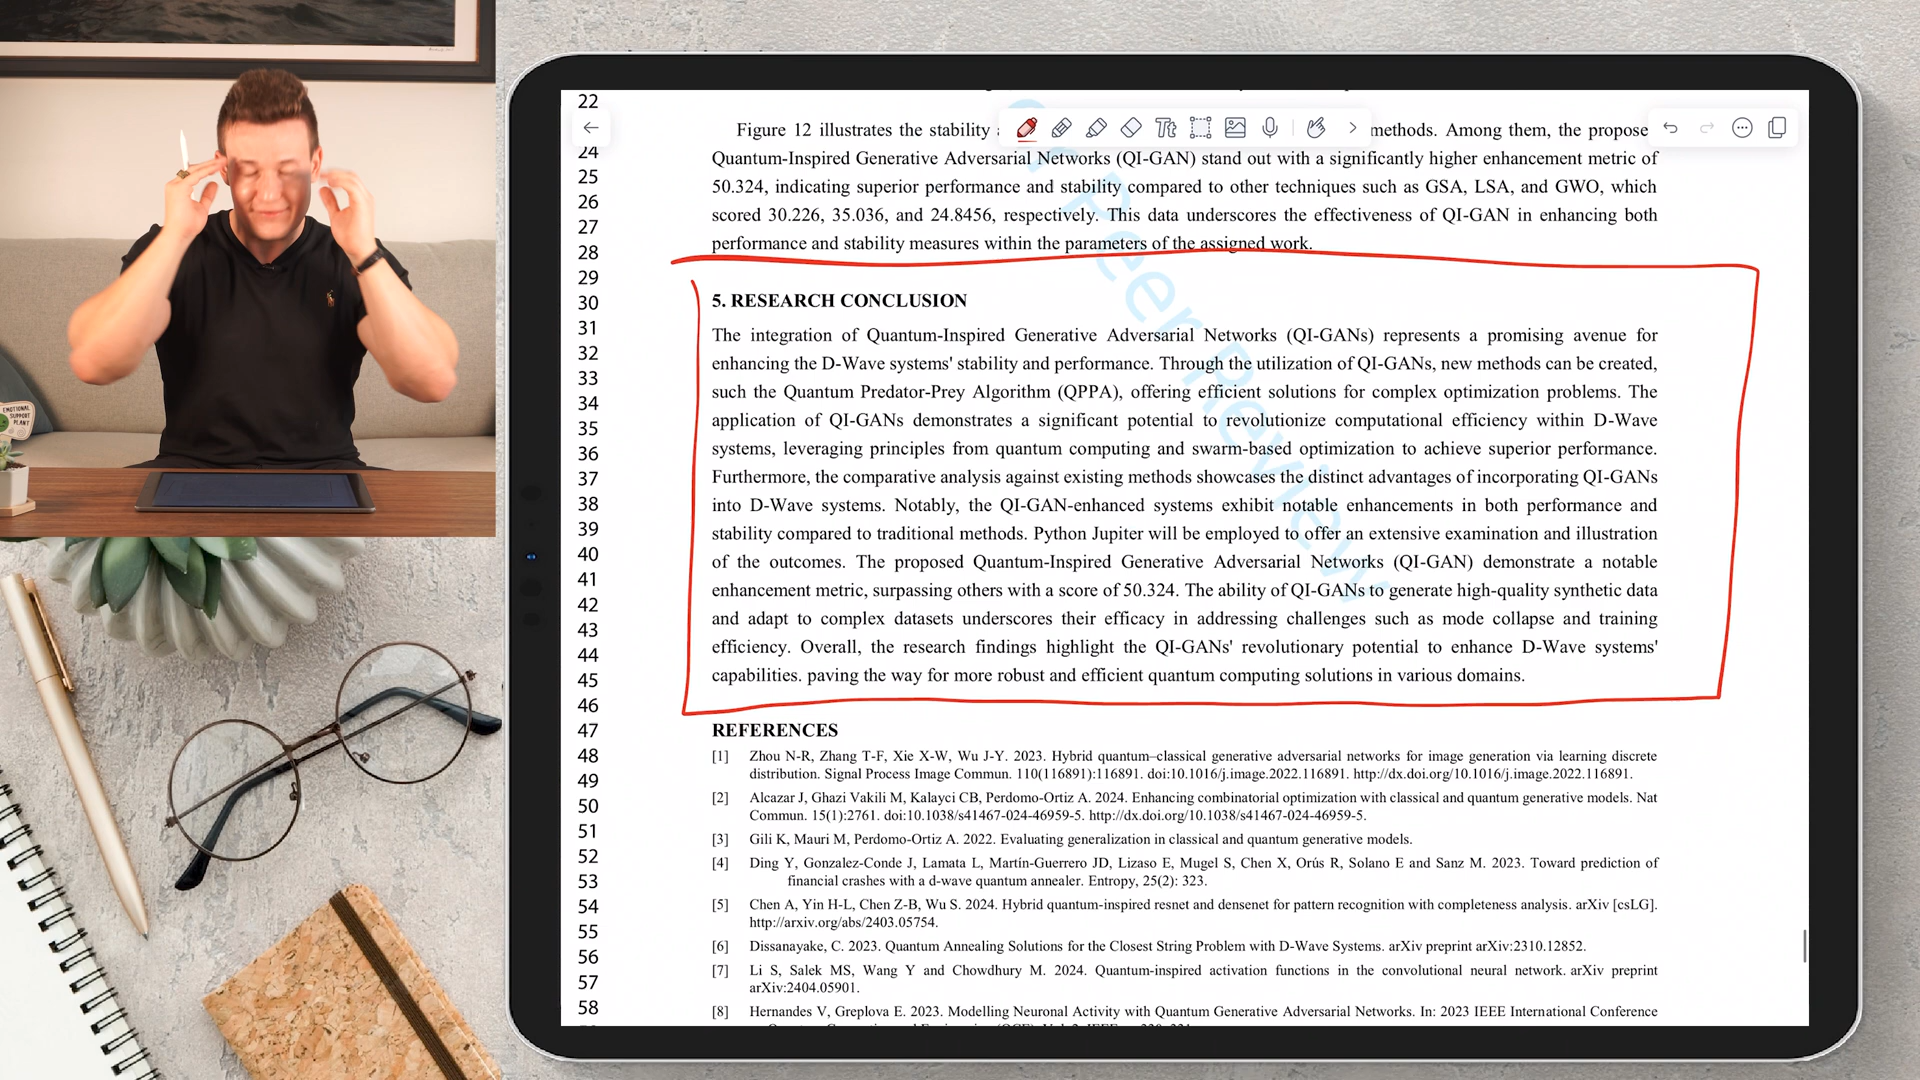 EMOTIONAL
SUPPORT
PLANT
22
24
25
26
27
28
29
30
31
32
33
34
35
36
37
38
39
40
41
42
43
44
45
46
47
48
49
50
51
52
53
54
55
56
57
58
Tt
Peer Review
Figure 12 illustrates the stability
methods. Among them, the propose
Quantum-Inspired Generative Adversarial Networks (QI-GAN) stand out with a significantly higher enhancement metric of
50.324, indicating superior performance and stability compared to other techniques such as GSA, LSA, and GWO, which
scored 30.226, 35.036, and 24.8456, respectively. This data underscores the effectiveness of QI-GAN in enhancing both
performance and stability measures within the parameters of the assigned work.
5. RESEARCH CONCLUSION
The integration of Quantum-Inspired Generative Adversarial Networks (QI-GANs) represents a promising avenue for
enhancing the D-Wave systems' stability and performance. Through the utilization of QI-GANs, new methods can be created,
such the Quantum Predator-Prey Algorithm (QPPA), offering efficient solutions for complex optimization problems. The
application of QI-GANs demonstrates a significant potential to revolutionize computational efficiency within D-Wave
systems, leveraging principles from quantum computing and swarm-based optimization to achieve superior performance.
Furthermore, the comparative analysis against existing methods showcases the distinct advantages of incorporating QI-GANs
into D-Wave systems. Notably, the QI-GAN-enhanced systems exhibit notable enhancements in both performance and
stability compared to traditional methods. Python Jupiter will be employed to offer an extensive examination and illustration
of the outcomes. The proposed Quantum-Inspired Generative Adversarial Networks (QI-GAN) demonstrate a notable
enhancement metric, surpassing others with a score of 50.324. The ability of QI-GANs to generate high-quality synthetic data
and adapt to complex datasets underscores their efficacy in addressing challenges such as mode collapse and training
efficiency. Overall, the research findings highlight the QI-GANs' revolutionary potential to enhance D-Wave systems'
capabilities. paving the way for more robust and efficient quantum computing solutions in various domains.
REFERENCES
[1] Zhou N-R, Zhang T-F, Xie X-W, Wu J-Y. 2023. Hybrid quantum–classical generative adversarial networks for image generation via learning discrete
distribution. Signal Process Image Commun. 110(116891):116891. doi:10.1016/j.image.2022.116891. http://dx.doi.org/10.1016/j.image.2022.116891.
[2] Alcazar J, Ghazi Vakili M, Kalayci CB, Perdomo-Ortiz A. 2024. Enhancing combinatorial optimization with classical and quantum generative models. Nat
Commun. 15(1):2761. doi:10.1038/s41467-024-46959-5. http://dx.doi.org/10.1038/s41467-024-46959-5.
[3] Gili K, Mauri M, Perdomo-Ortiz A. 2022. Evaluating generalization in classical and quantum generative models.
[4] Ding Y, Gonzalez-Conde J, Lamata L, Martín-Guerrero JD, Lizaso E, Mugel S, Chen X, Orús R, Solano E and Sanz M. 2023. Toward prediction of
financial crashes with a d-wave quantum annealer. Entropy, 25(2): 323.
[5] Chen A, Yin H-L, Chen Z-B, Wu S. 2024. Hybrid quantum-inspired resnet and densenet for pattern recognition with completeness analysis. arXiv [csLG].
http://arxiv.org/abs/2403.05754.
[6] Dissanayake, C. 2023. Quantum Annealing Solutions for the Closest String Problem with D-Wave Systems. arXiv preprint arXiv:2310.12852.
[7] Li S, Salek MS, Wang Y and Chowdhury M. 2024. Quantum-inspired activation functions in the convolutional neural network. arXiv preprint
arXiv:2404.05901.
[8] Hernandes V, Greplova E. 2023. Modelling Neuronal Activity with Quantum Generative Adversarial Networks. In: 2023 IEEE International Conference